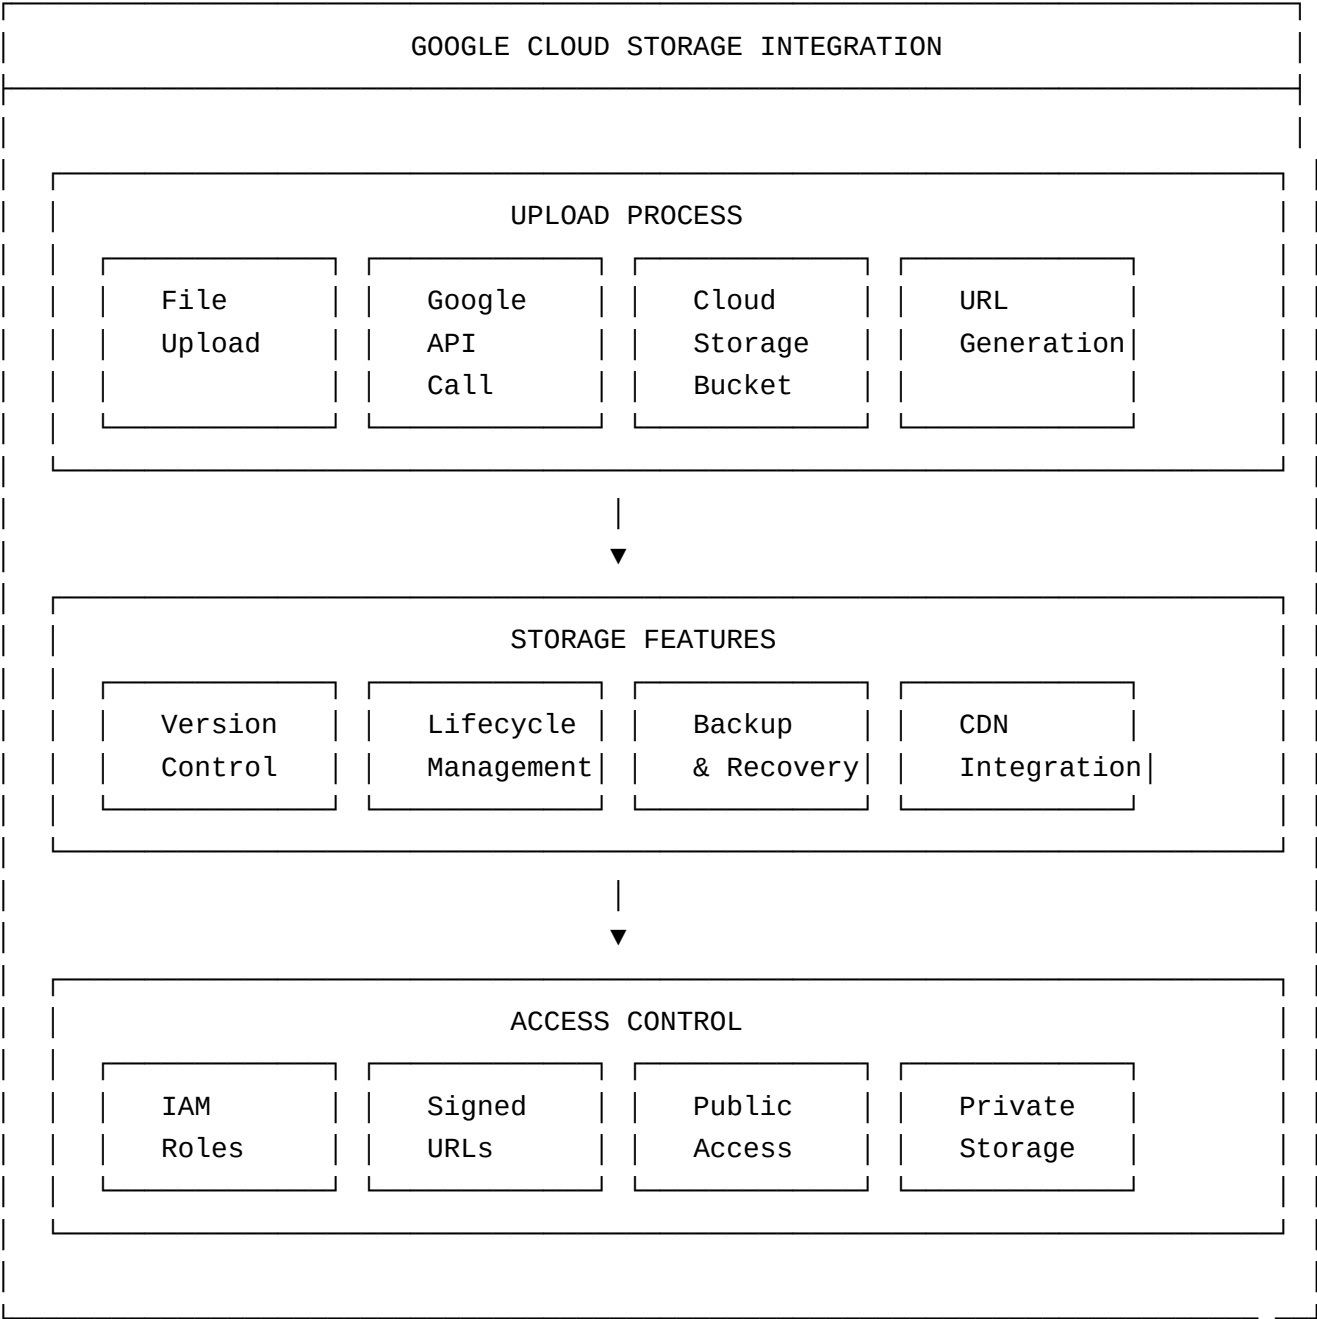 GOOGLE CLOUD STORAGE INTEGRATION
UPLOAD PROCESS
File Google Cloud URL
Upload API Storage Generation
Call Bucket
STORAGE FEATURES
Version Lifecycle Backup CDN
Control Management & Recovery Integration
ACCESS CONTROL
IAM Signed Public Private
Roles URLs Access Storage